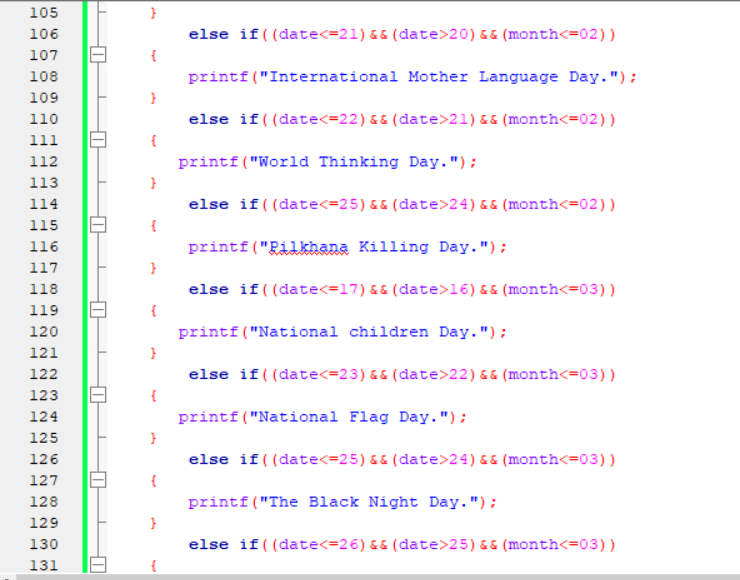 105 }
106 else if((date<=21)&&(date>20)&&(month<=02))
107 {
108 printf("International Mother Language Day.");
109 }
110 else if((date<=22)&&(date>21)&&(month<=02))
111 {
112 printf("World Thinking Day.");
113 }
114 else if((date<=25)&&(date>24)&&(month<=02))
115 {
116 printf("Pilkhana Killing Day.");
117 }
118 else if((date<=17)&&(date>16)&&(month<=03))
119 {
120 printf("National children Day.");
121 }
122 else if((date<=23)&&(date>22)&&(month<=03))
123 {
124 printf("National Flag Day.");
125 }
126 else if((date<=25)&&(date>24)&&(month<=03))
127 {
128 printf("The Black Night Day.");
129 }
130 else if((date<=26)&&(date>25)&&(month<=03))
131 {